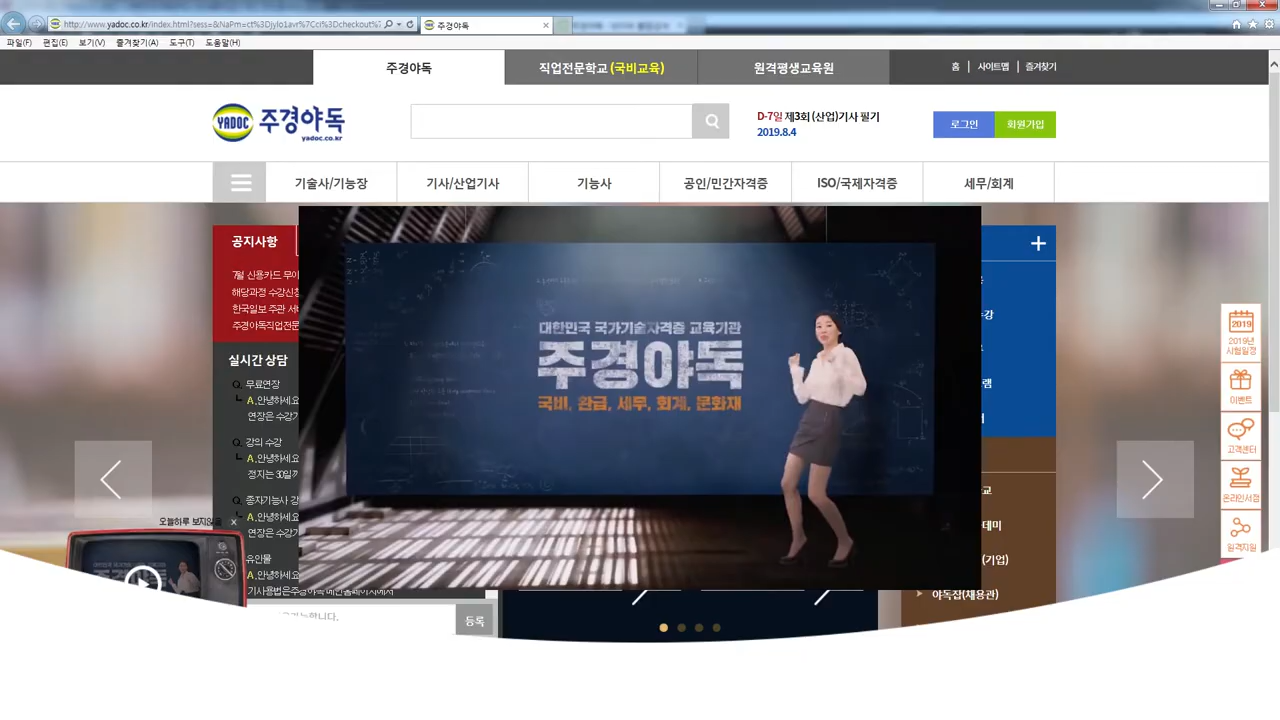 http://www.yadoc.co.kr/index.html?sess=&NaPm=ct%3Djylo1avr%7Cci%3Dcheckout%
주경야독
파일(F) 편집(E) 보기(V) 즐겨찾기(A) 도구(T) 도움말(H)
주경야독 직업전문학교 (국비교육) 원격평생교육원 홈 | 사이트맵 | 즐겨찾기
YADOC 주경야독
yadoc.co.kr
D-7일 제3회 (산업)기사 필기
2019.8.4
로그인 회원가입
기술사/기능장 기사/산업기사 기능사 공인/민간자격증 ISO/국제자격증 세무/회계
공지사항
7월 신용카드 무이
해당과정 수강신청
한국일보 주관 서비
주경야독직업전문
실시간 상담
Q. 무료연장
A.안녕하세요
연장은 수강기
Q. 강의 수강
A.안녕하세요
정지는 30일까
Q. 종자기능사 강
A.안녕하세요
연장은 수강기
유인물
A.안녕하세요
등록
대한민국 국가기술자격증 교육기관
주경야독
국비, 환급, 세무, 회계, 문화재
+
강
램
교
데미
(기업)
야독잡(채용관)
2019
2019년
시험일정
이벤트
고객센터
온라인서점
원격지원
오늘하루 보지않음 x